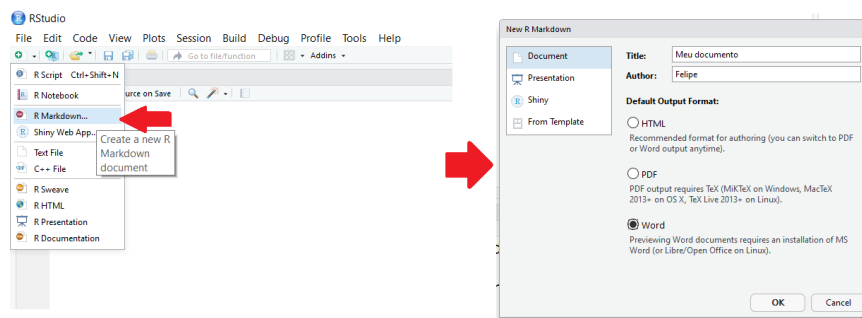 RStudio
File Edit Code View Plots Session Build Debug Profile Tools Help
Go to file/function Addins
R Script Ctrl+Shift+N
R Notebook
urce on Save
R Markdown...
Shiny Web App...
Create a new R
Markdown
document
Text File
C++ File
R Sweave
R HTML
R Presentation
R Documentation
New R Markdown
Document
Presentation
Shiny
From Template
Title: Meu documento
Author: Felipe
Default Output Format:
HTML
Recommended format for authoring (you can switch to PDF
or Word output anytime).
PDF
PDF output requires TeX (MiKTeX on Windows, MacTeX
2013+ on OS X, TeX Live 2013+ on Linux).
Word
Previewing Word documents requires an installation of MS
Word (or Libre/Open Office on Linux).
OK Cancel